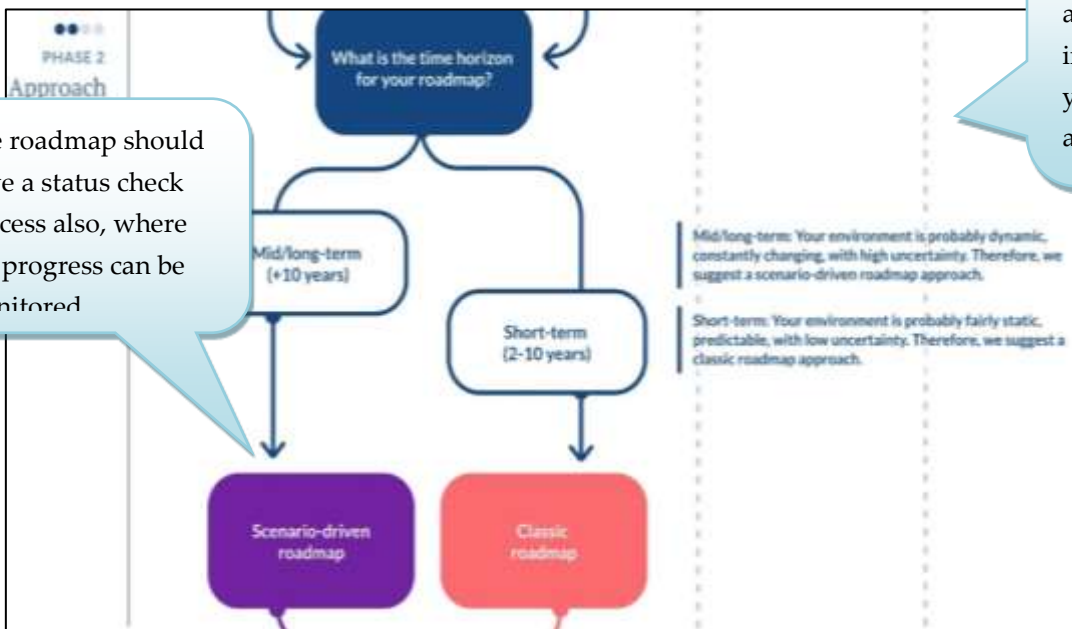 PHASE 2
Approach
What is the time horizon
for your roadmap?
e roadmap should
ve a status check
cess also, where
progress can be
nitored
a
i
y
a
Mid/long-term
(+10 years)
Short-term
(2-10 years)
Mid/long-term: Your environment is probably dynamic,
constantly changing, with high uncertainty. Therefore, we
suggest a scenario-driven roadmap approach.
Short-term: Your environment is probably fairly static,
predictable, with low uncertainty. Therefore, we suggest a
classic roadmap approach.
Scenario-driven
roadmap
Classic
roadmap